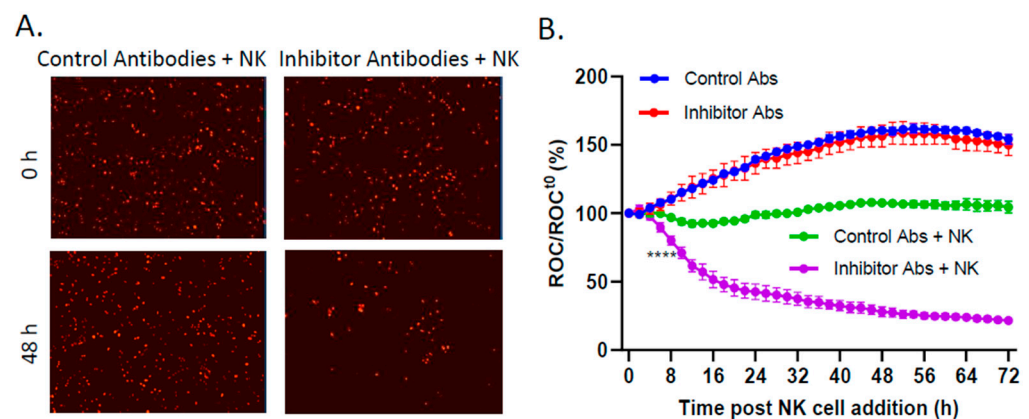 A.
Control Antibodies + NK
Inhibitor Antibodies + NK
0 h
48 h
B.
ROC/ROCᵗ⁰ (%)
200
150
100
50
0
Control Abs
Inhibitor Abs
Control Abs + NK
Inhibitor Abs + NK
****
0 8 16 24 32 40 48 56 64 72
Time post NK cell addition (h)